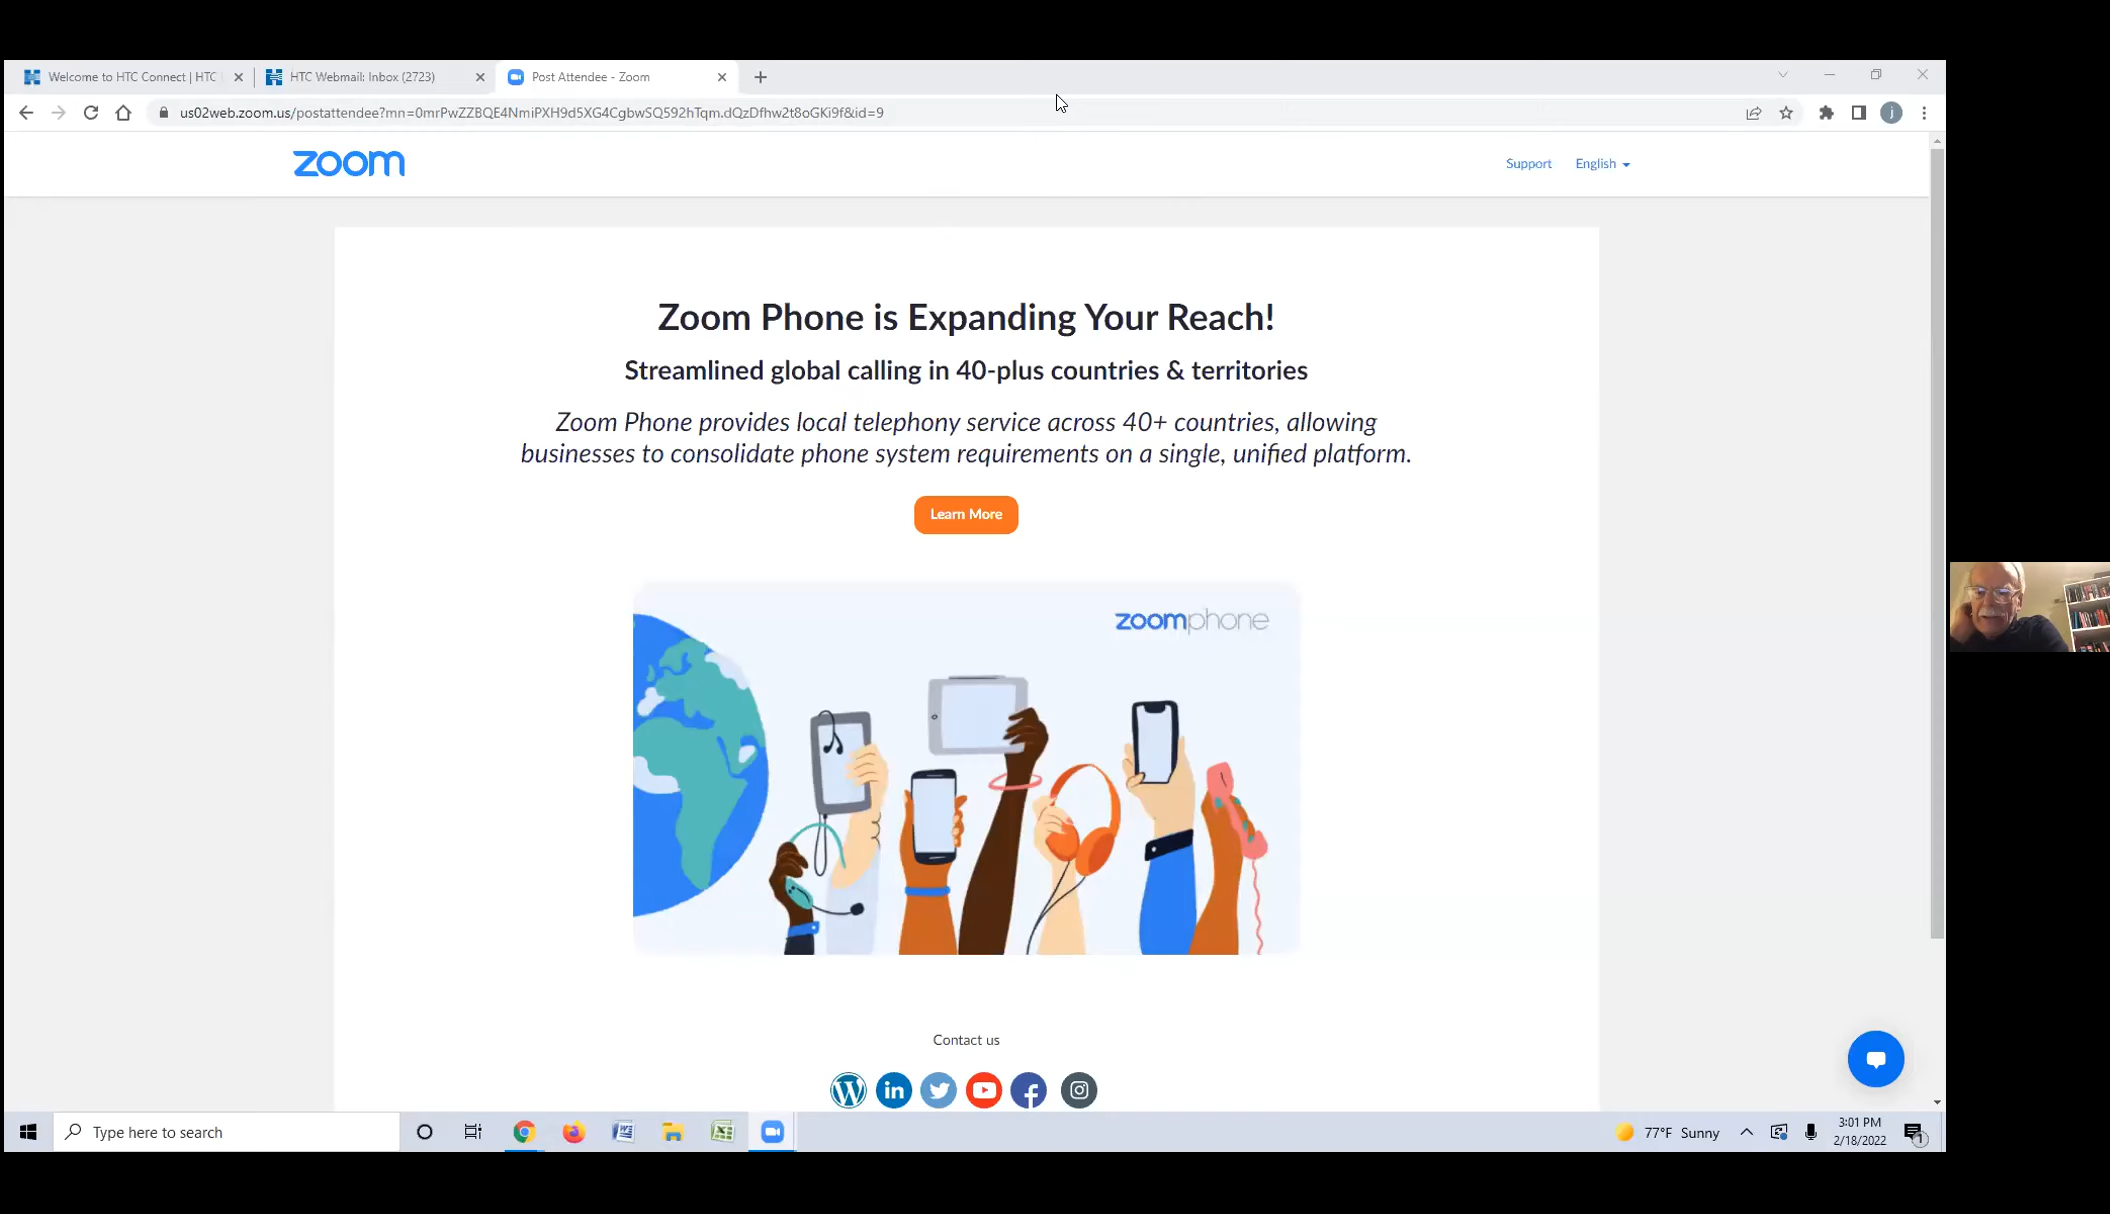 Welcome to HTC Connect | HTC
HTC Webmail: Inbox (2723)
Post Attendee - Zoom
us02web.zoom.us/postattendee?mn=0mrPwZZBQE4NmiPXH9d5XG4CgbwSQ592hTqm.dQzDfhw2t8oGKi9f&id=9
j
zoom
Support
English
Zoom Phone is Expanding Your Reach!
Streamlined global calling in 40-plus countries & territories
Zoom Phone provides local telephony service across 40+ countries, allowing
businesses to consolidate phone system requirements on a single, unified platform.
Learn More
zoomphone
Contact us
Type here to search
77°F Sunny
3:01 PM
2/18/2022
1